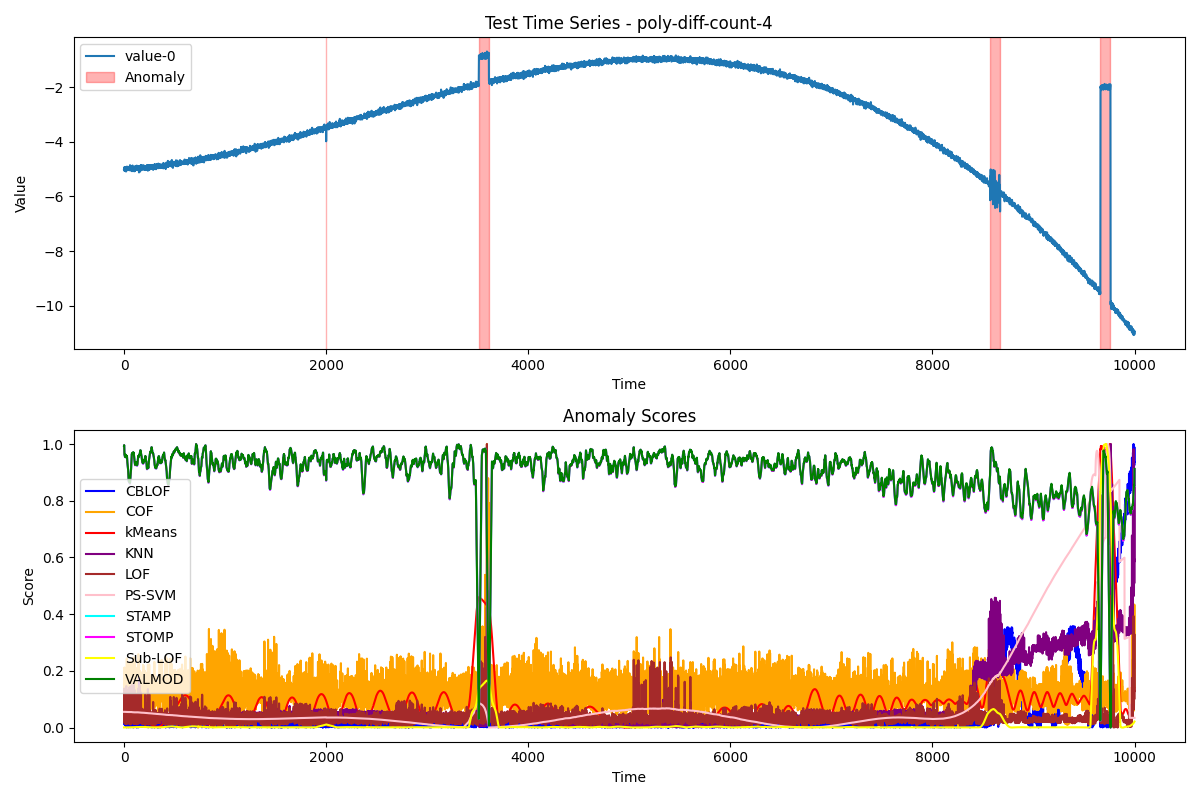 Test Time Series - poly-diff-count-4
value-0
Anomaly
Value
−2
−4
−6
−8
−10
0 2000 4000 6000 8000 10000
Time
Anomaly Scores
CBLOF
COF
kMeans
KNN
LOF
PS-SVM
STAMP
STOMP
Sub-LOF
VALMOD
Score
1.0
0.8
0.6
0.4
0.2
0.0
0 2000 4000 6000 8000 10000
Time